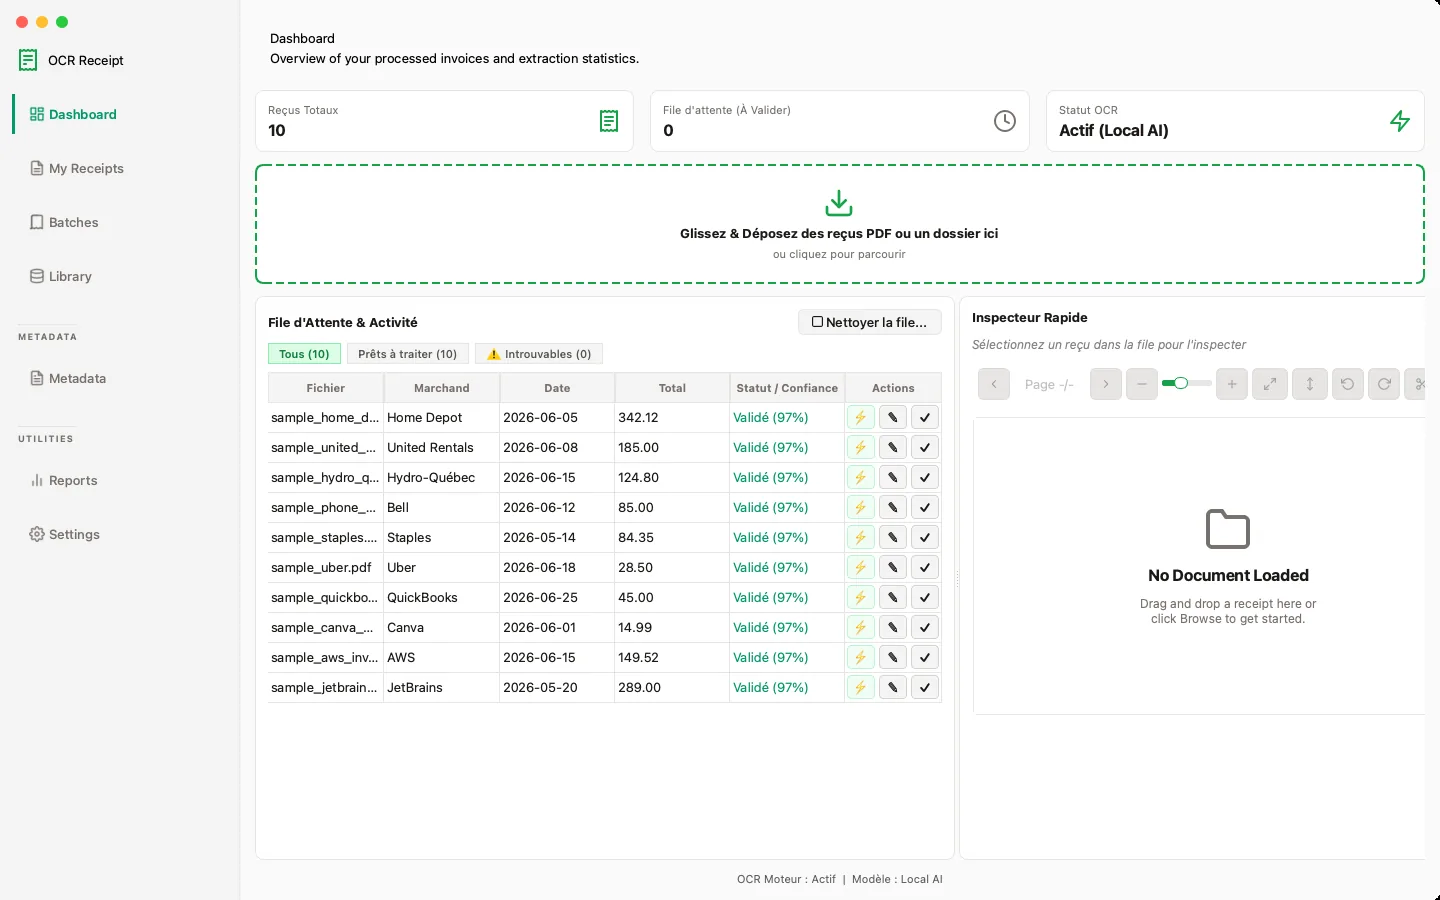 OCR Receipt
Dashboard
My Receipts
Batches
Library
METADATA
Metadata
UTILITIES
Reports
Settings
Dashboard
Overview of your processed invoices and extraction statistics.
Reçus Totaux
10
File d'attente (À Valider)
0
Statut OCR
Actif (Local AI)
Glissez & Déposez des reçus PDF ou un dossier ici
ou cliquez pour parcourir
File d'Attente & Activité
Nettoyer la file...
Tous (10) Prêts à traiter (10) Introuvables (0)
Fichier Marchand Date Total Statut / Confiance Actions
sample_home_d... Home Depot 2026-06-05 342.12 Validé (97%)
sample_united_... United Rentals 2026-06-08 185.00 Validé (97%)
sample_hydro_q... Hydro-Québec 2026-06-15 124.80 Validé (97%)
sample_phone_... Bell 2026-06-12 85.00 Validé (97%)
sample_staples.... Staples 2026-05-14 84.35 Validé (97%)
sample_uber.pdf Uber 2026-06-18 28.50 Validé (97%)
sample_quickbo... QuickBooks 2026-06-25 45.00 Validé (97%)
sample_canva_... Canva 2026-06-01 14.99 Validé (97%)
sample_aws_inv... AWS 2026-06-15 149.52 Validé (97%)
sample_jetbrain... JetBrains 2026-05-20 289.00 Validé (97%)
Inspecteur Rapide
Sélectionnez un reçu dans la file pour l'inspecter
Page -/-
No Document Loaded
Drag and drop a receipt here or
click Browse to get started.
OCR Moteur : Actif | Modèle : Local AI